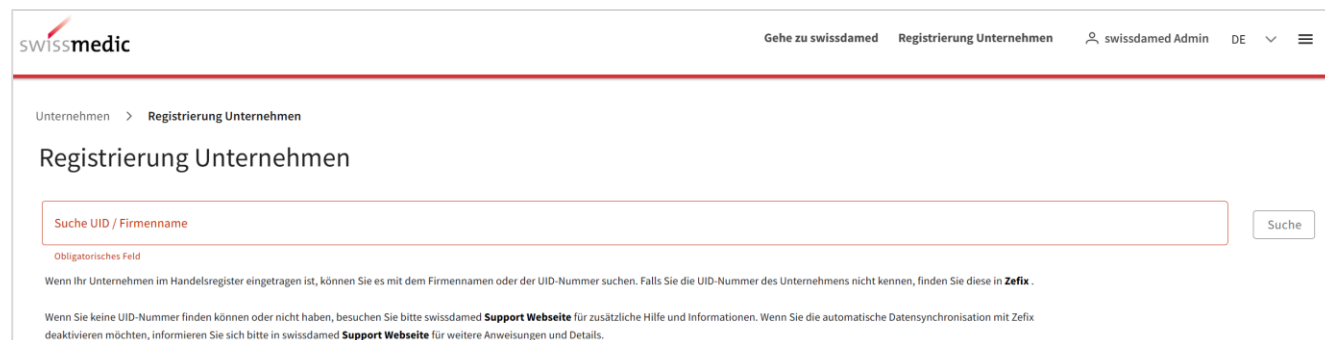 swissmedic
Gehe zu swissdamed Registrierung Unternehmen swissdamed Admin DE
Unternehmen > Registrierung Unternehmen
Registrierung Unternehmen
Suche UID / Firmenname
Suche
Obligatorisches Feld
Wenn Ihr Unternehmen im Handelsregister eingetragen ist, können Sie es mit dem Firmennamen oder der UID-Nummer suchen. Falls Sie die UID-Nummer des Unternehmens nicht kennen, finden Sie diese in Zefix .
Wenn Sie keine UID-Nummer finden können oder nicht haben, besuchen Sie bitte swissdamed Support Webseite für zusätzliche Hilfe und Informationen. Wenn Sie die automatische Datensynchronisation mit Zefix
deaktivieren möchten, informieren Sie sich bitte in swissdamed Support Webseite für weitere Anweisungen und Details.